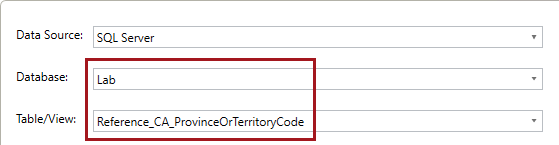 Data Source: SQL Server
Database: Lab
Table/View: Reference_CA_ProvinceOrTerritoryCode